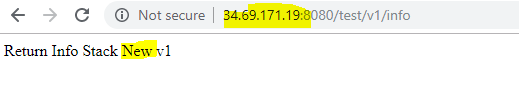 Not secure | 34.69.171.19:8080/test/v1/info
Return Info Stack New v1